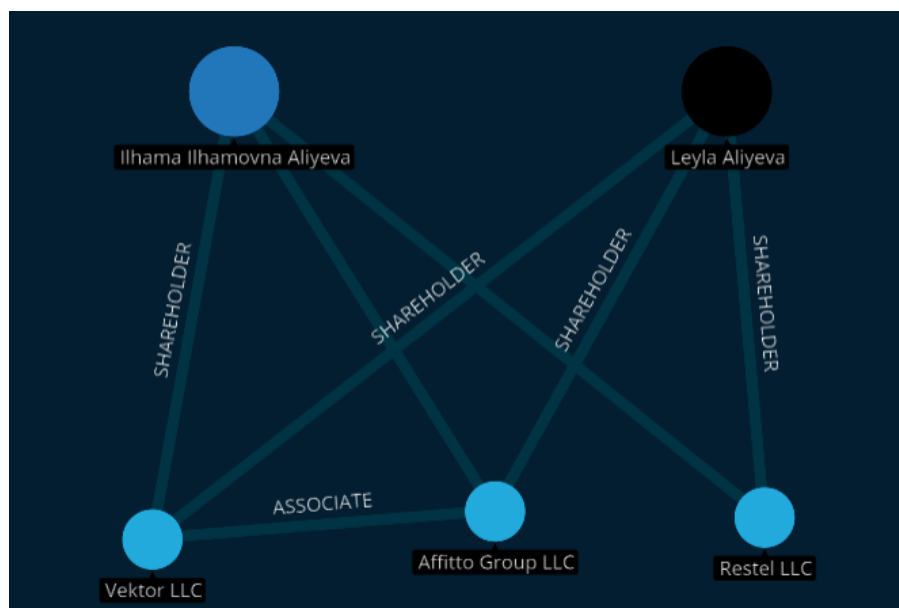 Ilhama Ilhamovna Aliyeva
Leyla Aliyeva
SHAREHOLDER
SHAREHOLDER
SHAREHOLDER
SHAREHOLDER
ASSOCIATE
Vektor LLC
Affitto Group LLC
Restel LLC